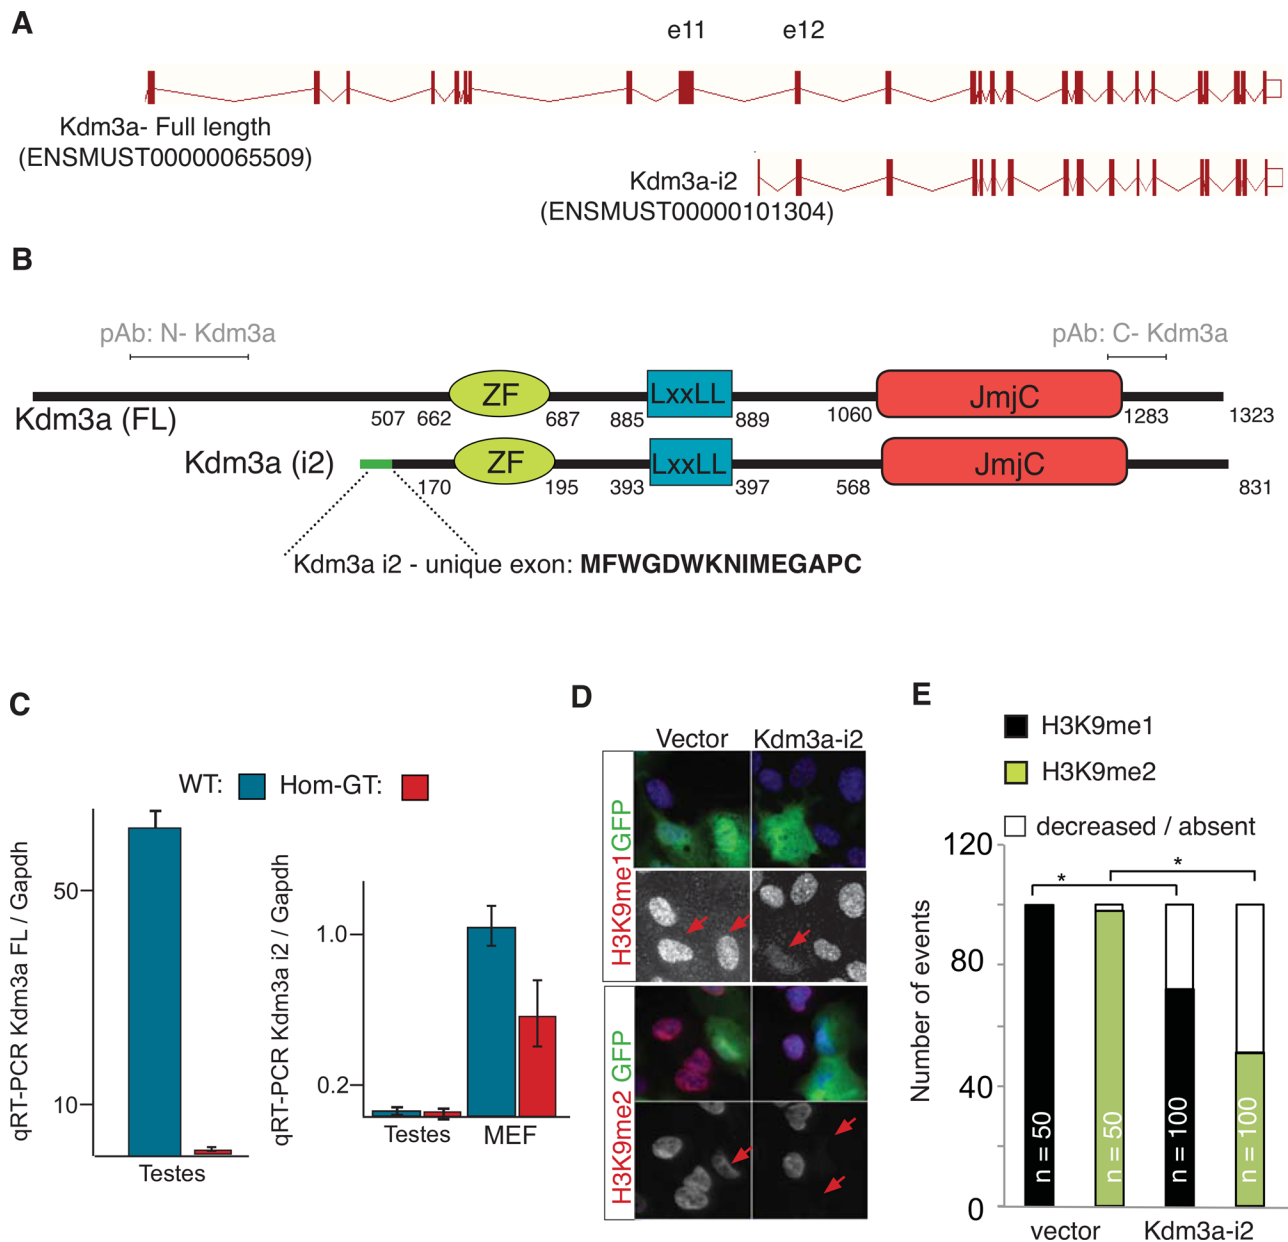 A
e11 e12
Kdm3a- Full length
(ENSMUST00000065509)
Kdm3a-i2
(ENSMUST00000101304)
B
pAb: N- Kdm3a pAb: C- Kdm3a
ZF LxxLL JmjC
Kdm3a (FL) 507 662 687 885 889 1060 1283 1323
Kdm3a (i2) ZF LxxLL JmjC
170 195 393 397 568 831
Kdm3a i2 - unique exon: MFWGDWKNIMEGAPC
C
WT: Hom-GT:
qRT-PCR Kdm3a FL / Gapdh
50
10
Testes
qRT-PCR Kdm3a i2 / Gapdh
1.0
0.2
Testes MEF
D
Vector Kdm3a-i2
H3K9me1 GFP
H3K9me2 GFP
E
H3K9me1
H3K9me2
decreased / absent
Number of events
120
80
40
0
* *
n = 50 n = 50 n = 100 n = 100
vector Kdm3a-i2